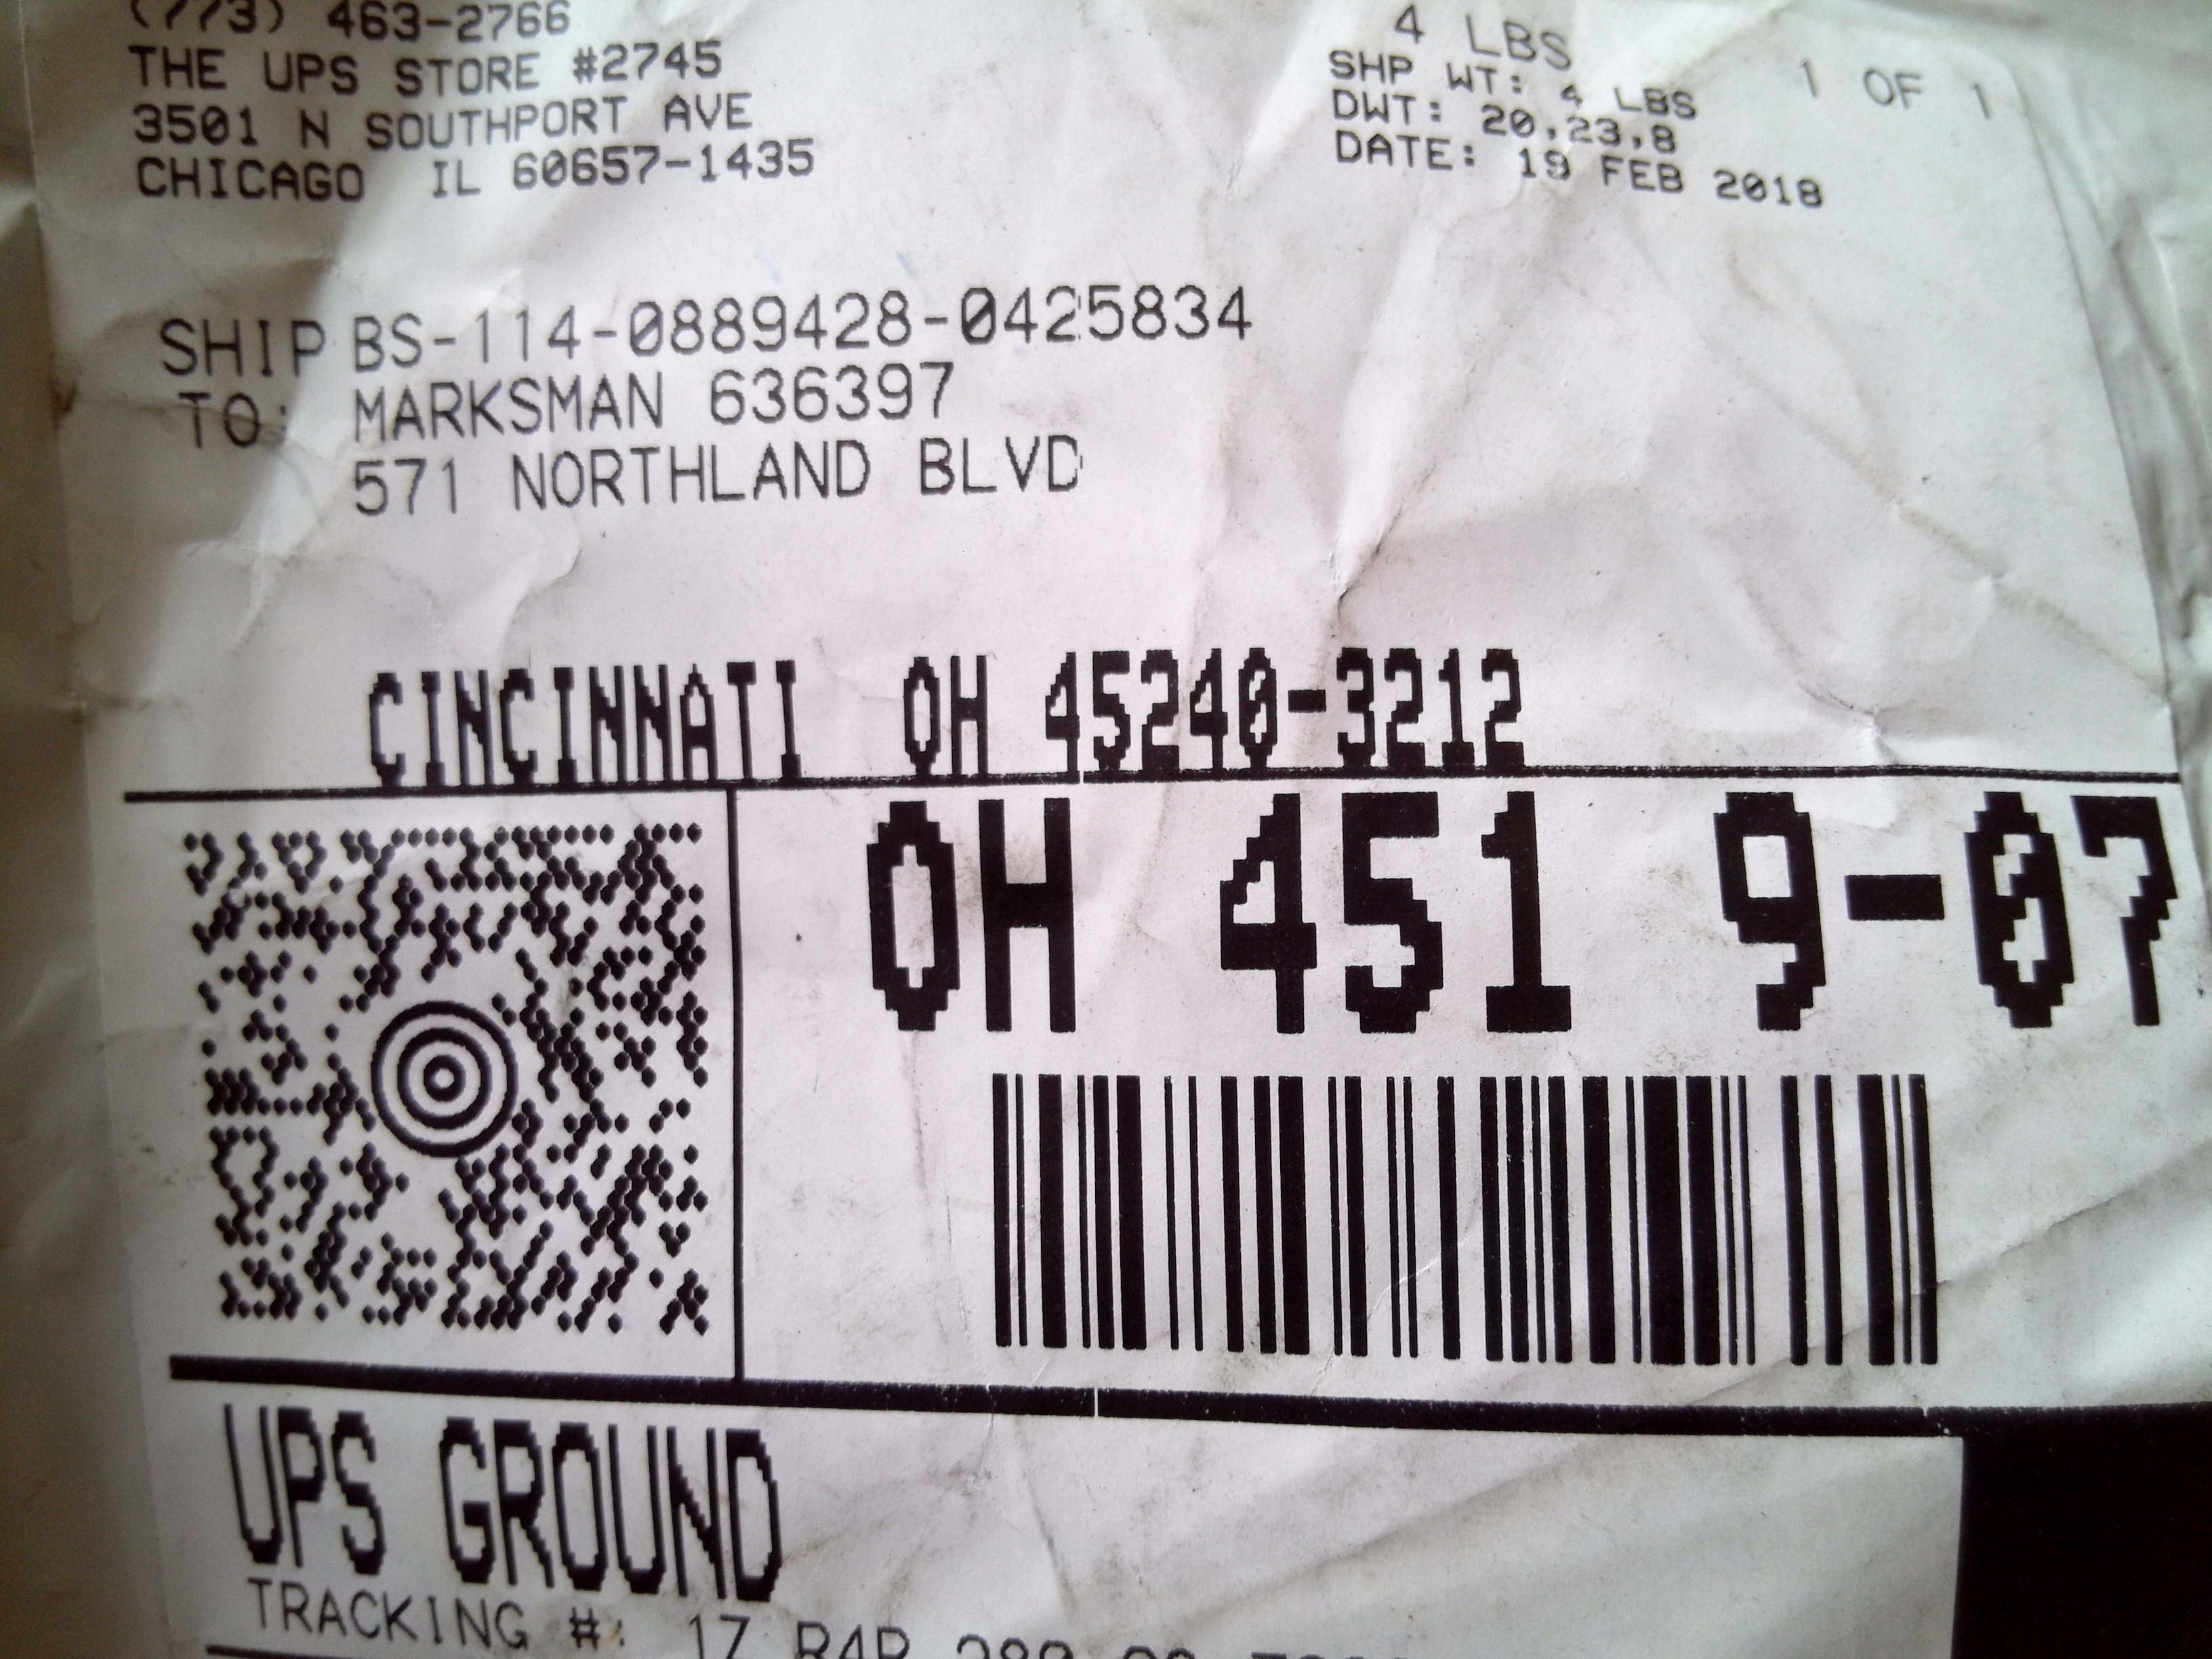 (773) 463-2766
THE UPS STORE #2745
3501 N SOUTHPORT AVE
CHICAGO IL 60657-1435
4 LBS
1 OF 1
SHP WT: 4 LBS
DWT: 20,23,8
DATE: 19 FEB 2018
SHIP BS-114-0889428-0425834
TO: MARKSMAN 636397
571 NORTHLAND BLVD
CINCINNATI OH 45240-3212
OH 451 9-07
UPS GROUND
TRACKING #: 1Z